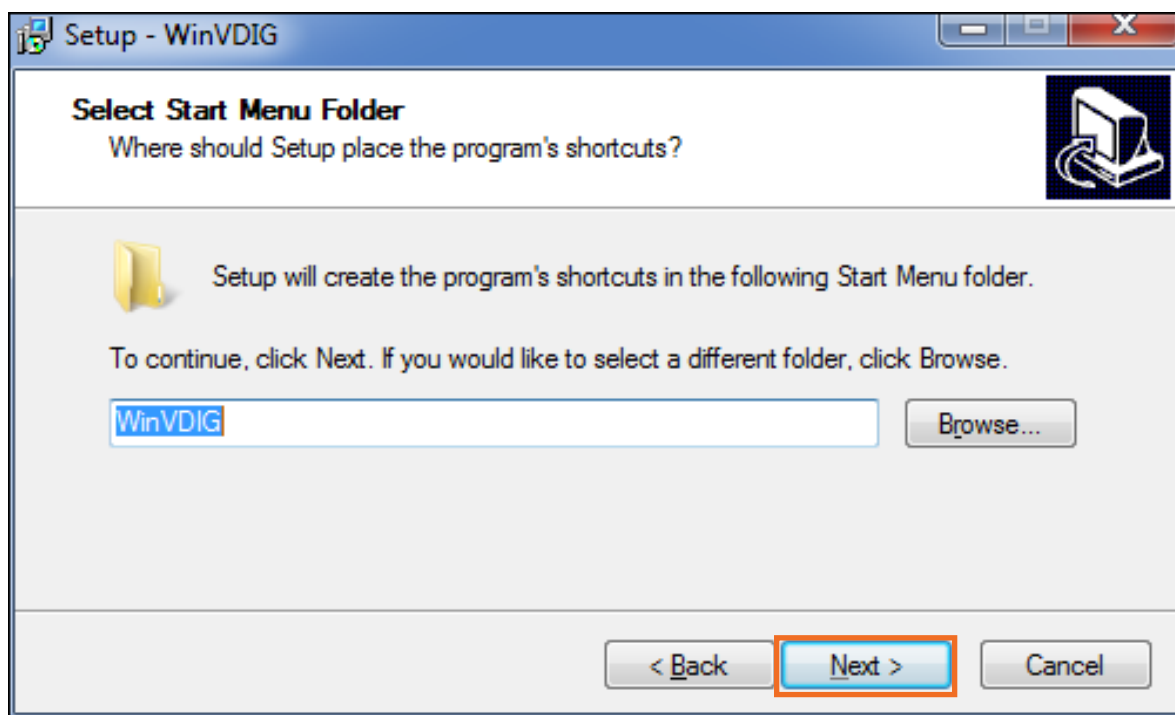 Setup - WinVDIG
Select Start Menu Folder
Where should Setup place the program's shortcuts?
Setup will create the program's shortcuts in the following Start Menu folder.
To continue, click Next. If you would like to select a different folder, click Browse.
WinVDIG
Browse...
< Back
Next >
Cancel